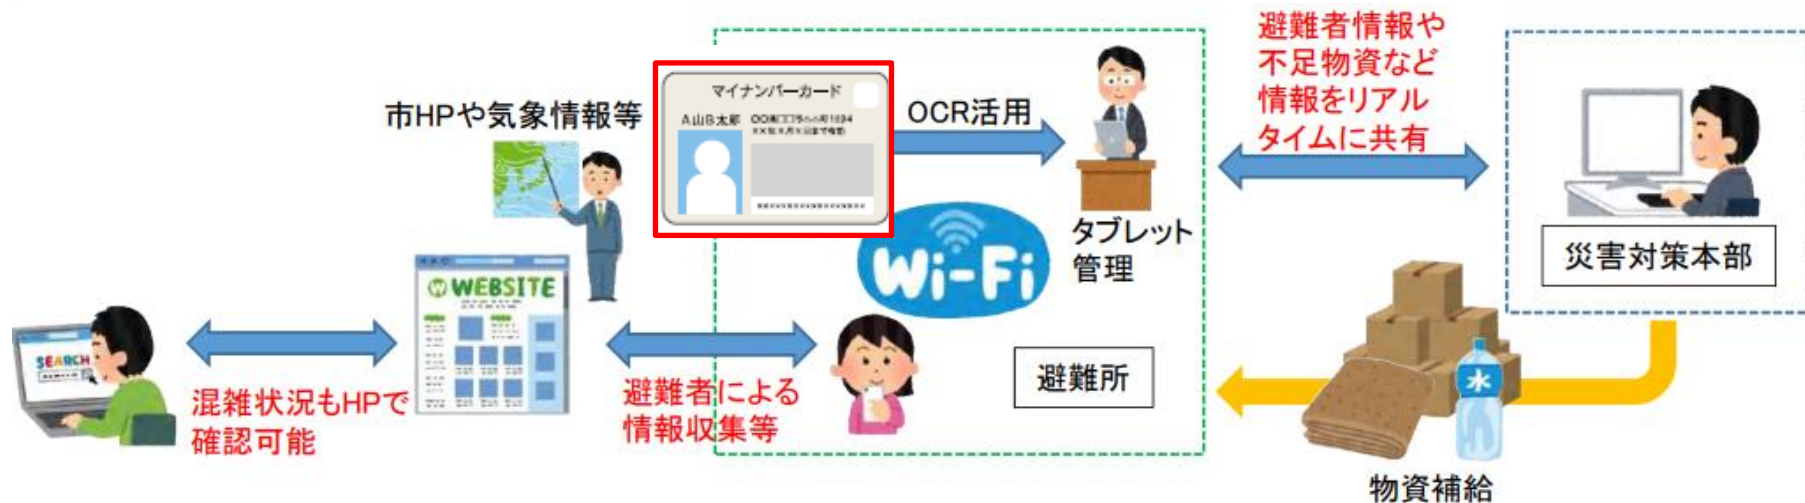 市HPや気象情報等
マイナンバーカード
A山B太郎
OCR活用
タブレット
管理
Wi-Fi
避難所
避難者情報や
不足物資など
情報をリアル
タイムに共有
災害対策本部
WEBSITE
SEARCH
混雑状況もHPで
確認可能
避難者による
情報収集等
水
物資補給